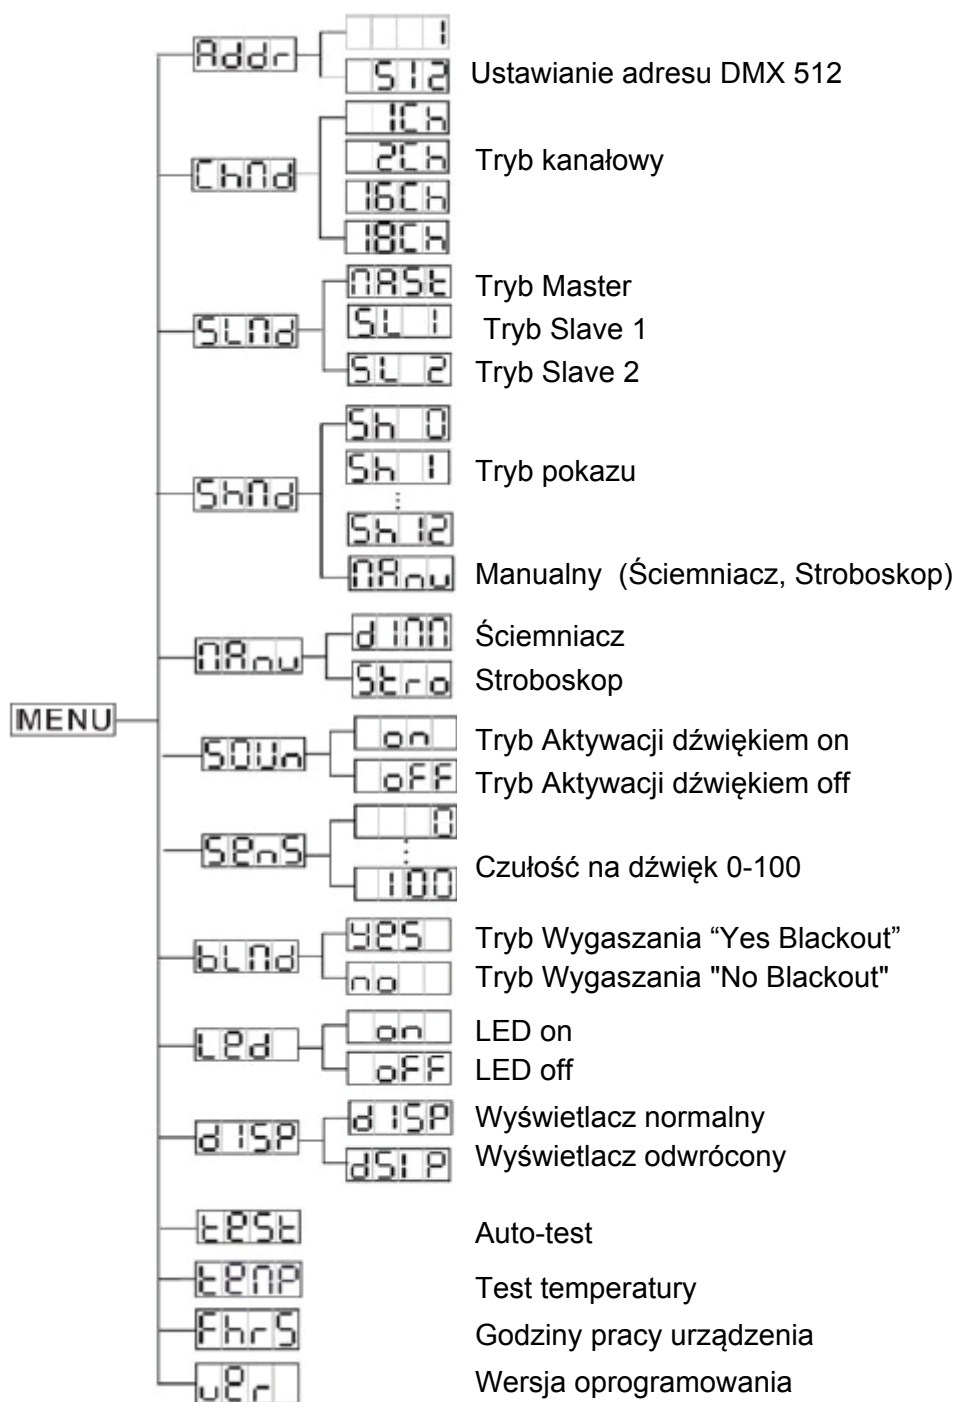 1
Addr
512 Ustawianie adresu DMX 512
1Ch
2Ch Tryb kanałowy
ChMd
16Ch
18Ch
MASt Tryb Master
SLMd SL 1 Tryb Slave 1
SL 2 Tryb Slave 2
Sh 0
Sh 1 Tryb pokazu
ShMd
Sh 12
MAnu Manualny (Ściemniacz, Stroboskop)
dIMM Ściemniacz
MAnu
Stro Stroboskop
MENU
on Tryb Aktywacji dźwiękiem on
SOUn
oFF Tryb Aktywacji dźwiękiem off
0
SenS
Czułość na dźwięk 0-100
100
yeS Tryb Wygaszania “Yes Blackout”
bLMd
no Tryb Wygaszania "No Blackout"
on LED on
Led
oFF LED off
dISP Wyświetlacz normalny
dISP
dSI P Wyświetlacz odwrócony
teSt Auto-test
teMP Test temperatury
FhrS Godziny pracy urządzenia
ver Wersja oprogramowania